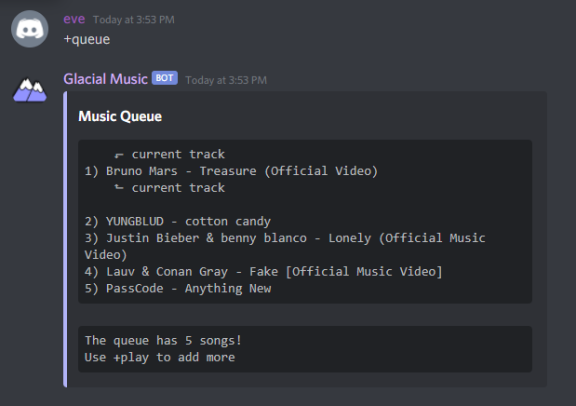 eve Today at 3:53 PM
+queue
Glacial Music BOT Today at 3:53 PM
Music Queue
⬐ current track
1) Bruno Mars - Treasure (Official Video)
⬑ current track
2) YUNGBLUD - cotton candy
3) Justin Bieber & benny blanco - Lonely (Official Music
Video)
4) Lauv & Conan Gray - Fake [Official Music Video]
5) PassCode - Anything New
The queue has 5 songs!
Use +play to add more